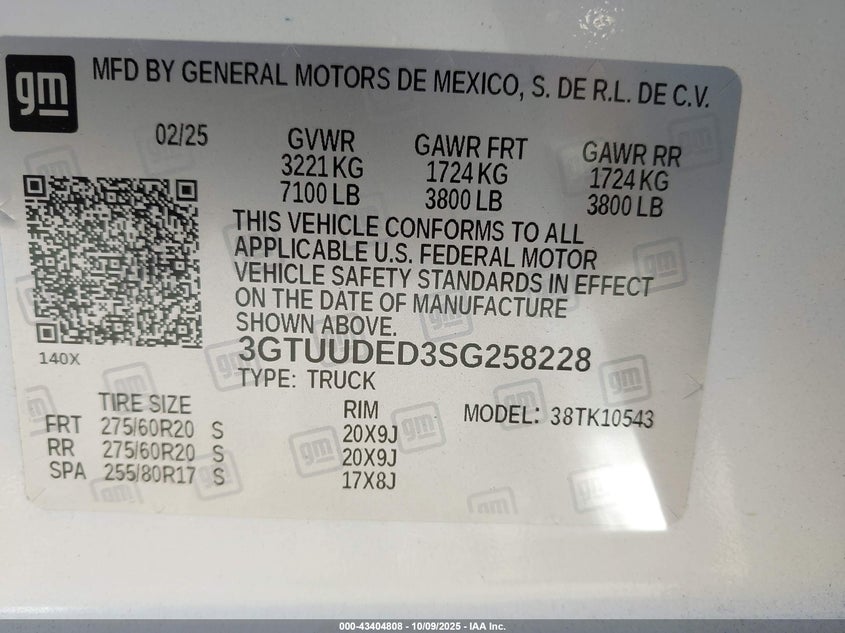 gm
MFD BY GENERAL MOTORS DE MEXICO, S. DE R.L. DE C.V.
02/25 GVWR GAWR FRT GAWR RR
3221 KG 1724 KG 1724 KG
7100 LB 3800 LB 3800 LB
THIS VEHICLE CONFORMS TO ALL
APPLICABLE U.S. FEDERAL MOTOR
VEHICLE SAFETY STANDARDS IN EFFECT
ON THE DATE OF MANUFACTURE
SHOWN ABOVE.
140X
3GTUUDED3SG258228
TYPE: TRUCK
TIRE SIZE RIM MODEL: 38TK10543
FRT 275/60R20 S 20X9J
RR 275/60R20 S 20X9J
SPA 255/80R17 S 17X8J
000-43404808 - 10/09/2025 - IAA Inc.